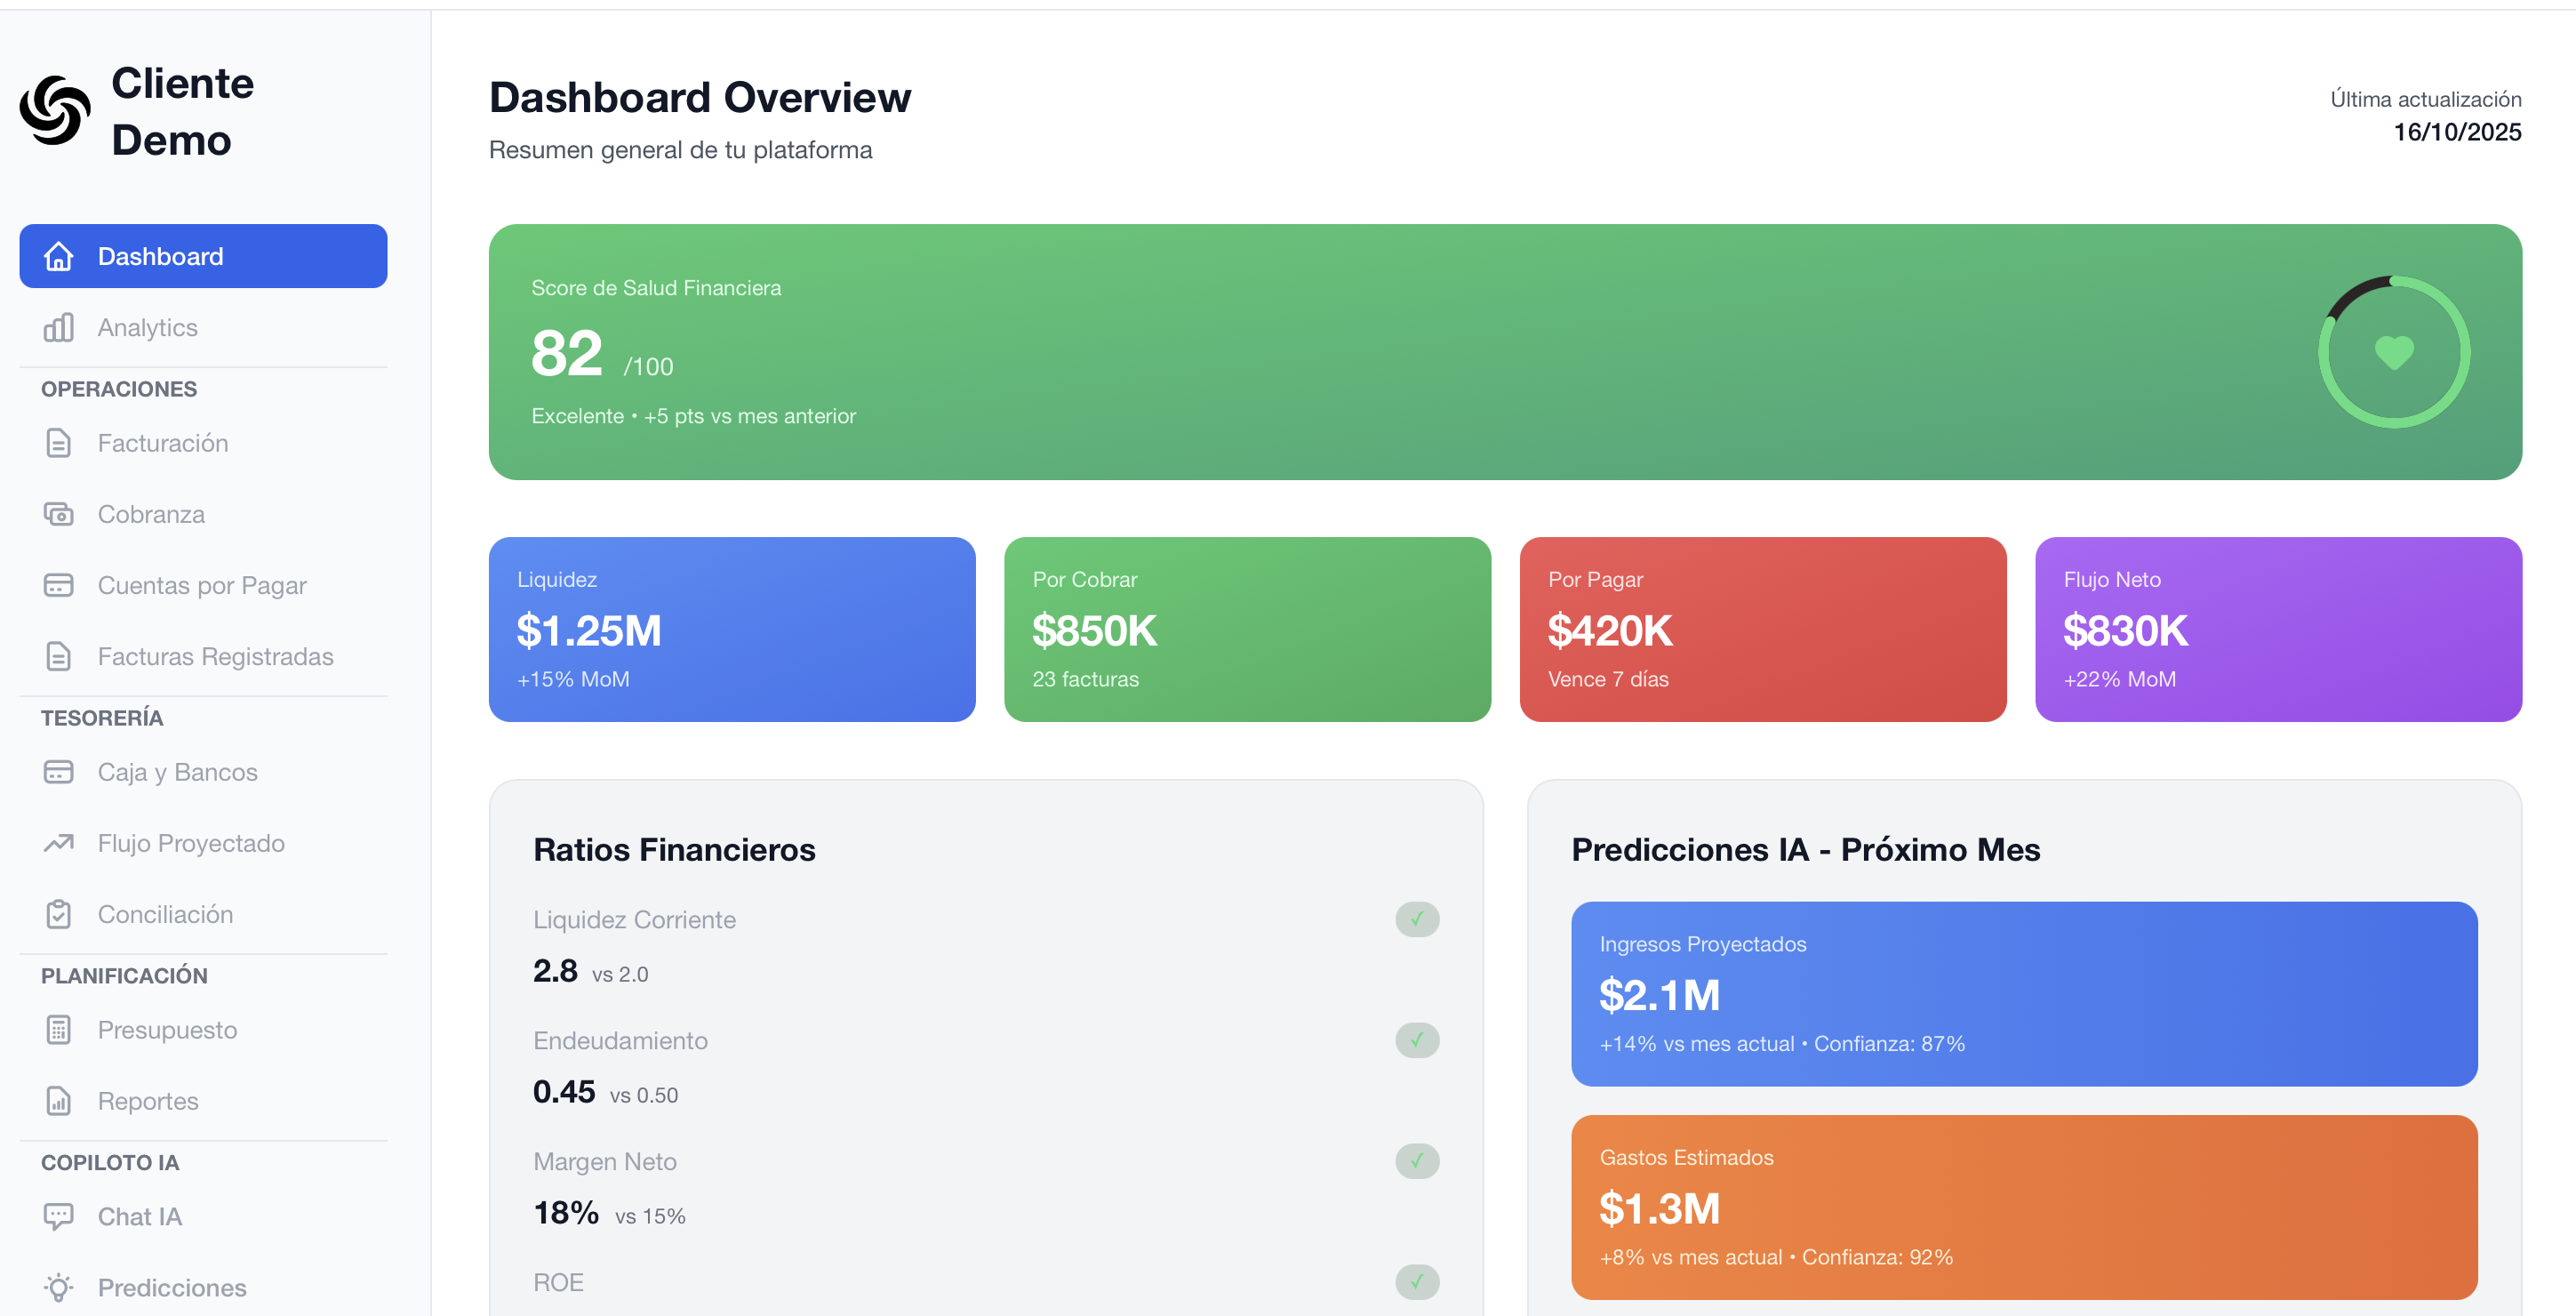 Cliente
Demo
Dashboard
Analytics
OPERACIONES
Facturación
Cobranza
Cuentas por Pagar
Facturas Registradas
TESORERÍA
Caja y Bancos
Flujo Proyectado
Conciliación
PLANIFICACIÓN
Presupuesto
Reportes
COPILOTO IA
Chat IA
Predicciones
Dashboard Overview
Resumen general de tu plataforma
Última actualización
16/10/2025
Score de Salud Financiera
82 /100
Excelente • +5 pts vs mes anterior
Liquidez
$1.25M
+15% MoM
Por Cobrar
$850K
23 facturas
Por Pagar
$420K
Vence 7 días
Flujo Neto
$830K
+22% MoM
Ratios Financieros
Liquidez Corriente
✓
2.8 vs 2.0
Endeudamiento
✓
0.45 vs 0.50
Margen Neto
✓
18% vs 15%
ROE
✓
Predicciones IA - Próximo Mes
Ingresos Proyectados
$2.1M
+14% vs mes actual • Confianza: 87%
Gastos Estimados
$1.3M
+8% vs mes actual • Confianza: 92%